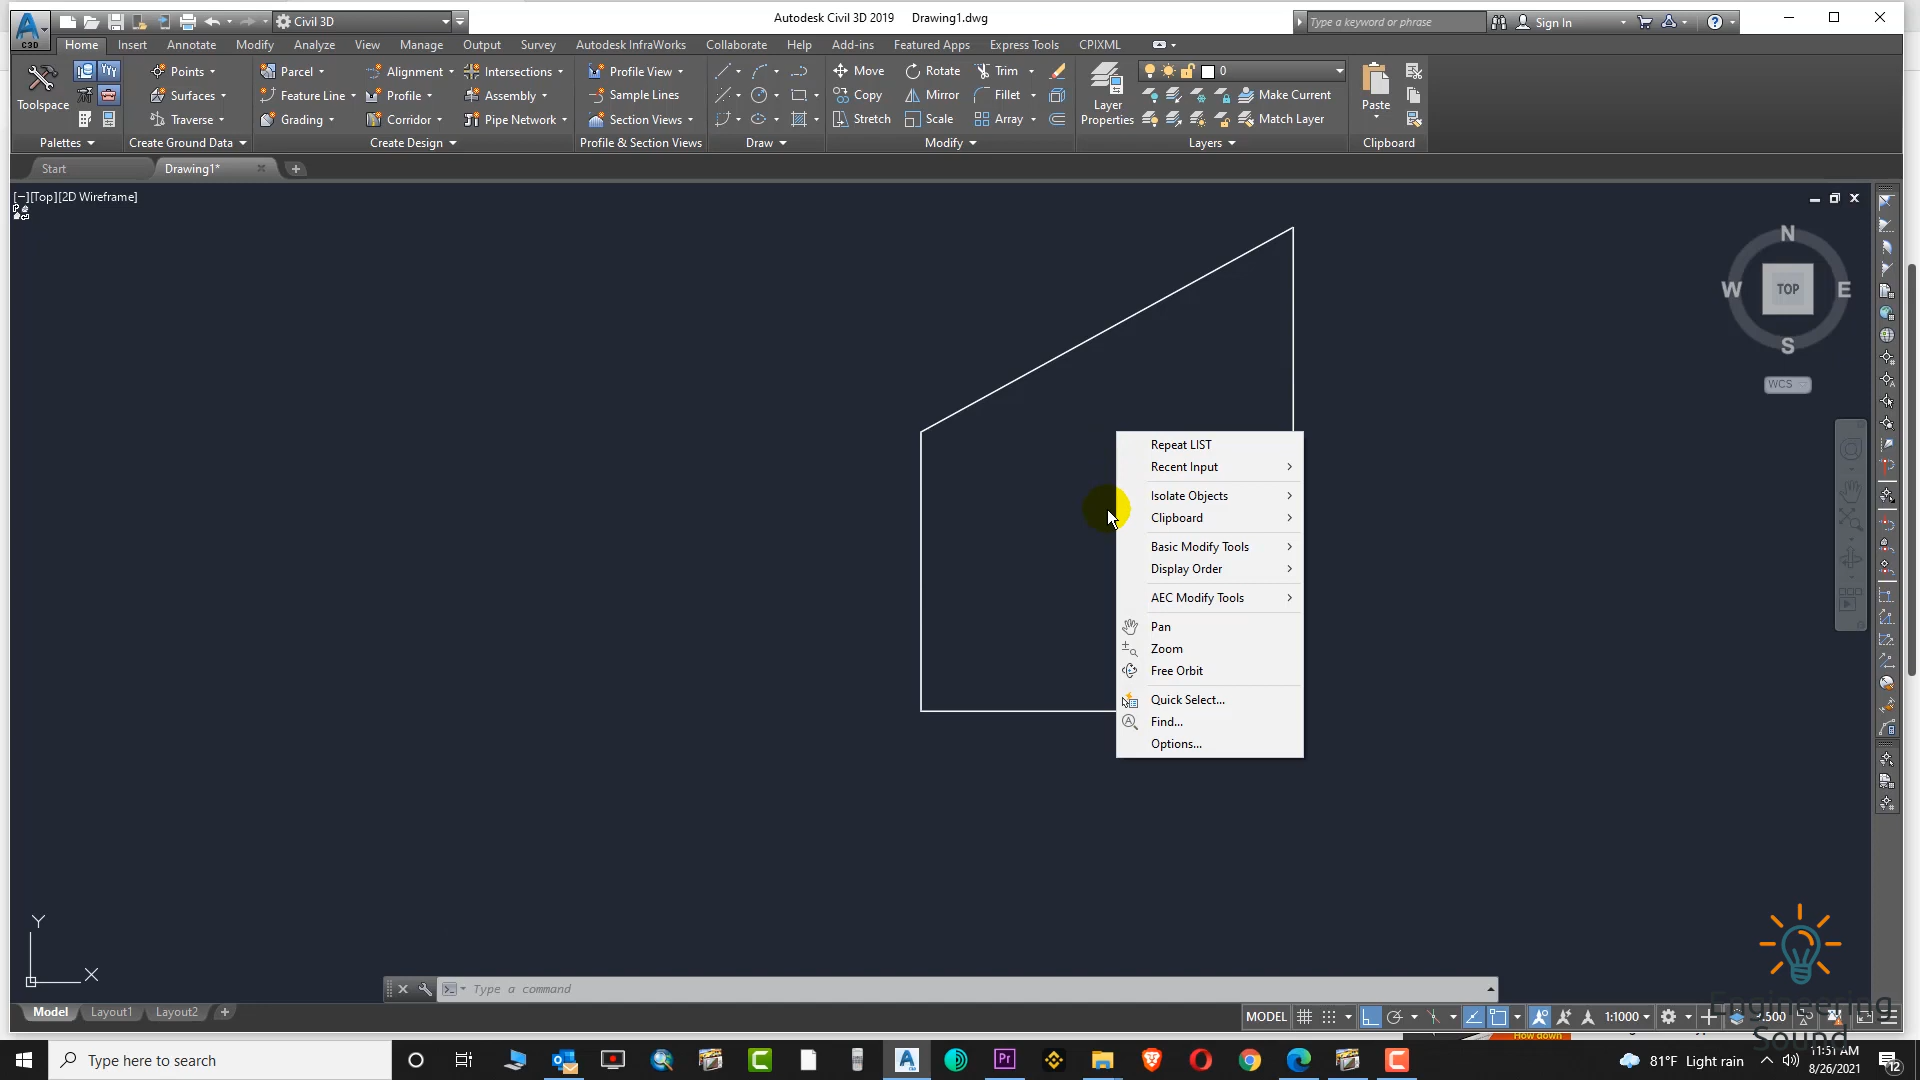 Civil 3D
Autodesk Civil 3D 2019 Drawing1.dwg
Type a keyword or phrase
Sign In
C3D
Home Insert Annotate Modify Analyze View Manage Output Survey Autodesk InfraWorks Collaborate Help Add-ins Featured Apps Express Tools CPIXML
Points Parcel Alignment Intersections Profile View Move Rotate Trim 0
Toolspace Surfaces Feature Line Profile Assembly Sample Lines Copy Mirror Fillet Layer Properties Make Current Paste
Traverse Grading Corridor Pipe Network Section Views Stretch Scale Array Match Layer
Palettes Create Ground Data Create Design Profile & Section Views Draw Modify Layers Clipboard
Start Drawing1*
[−][Top][2D Wireframe]
N
W TOP E
S
WCS
Repeat LIST
Recent Input
Isolate Objects
Clipboard
Basic Modify Tools
Display Order
AEC Modify Tools
Pan
Zoom
Free Orbit
Quick Select...
Find...
Options...
Y
X
Type a command
Model Layout1 Layout2
MODEL 1:1000 .500
Engineering
Sound
Type here to search
81°F Light rain
11:51 AM
8/26/2021
12